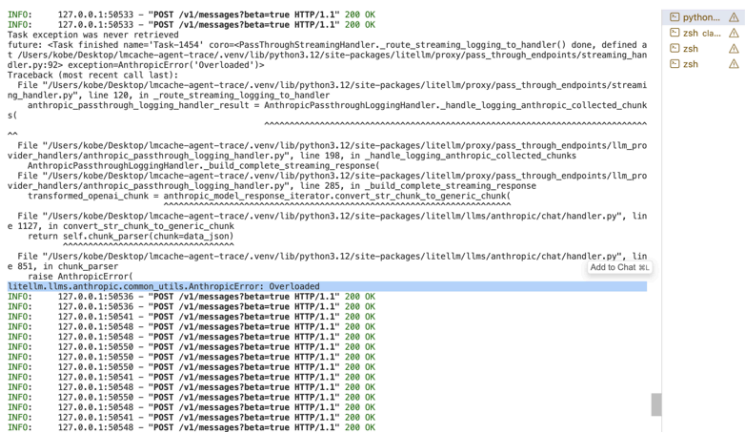 INFO: 127.0.0.1:50533 - "POST /v1/messages?beta=true HTTP/1.1" 200 OK
INFO: 127.0.0.1:50533 - "POST /v1/messages?beta=true HTTP/1.1" 200 OK
Task exception was never retrieved
future: <Task finished name='Task-1454' coro=<PassThroughStreamingHandler._route_streaming_logging_to_handler() done, defined a
t /Users/kobe/Desktop/lmcache-agent-trace/.venv/lib/python3.12/site-packages/litellm/proxy/pass_through_endpoints/streaming_han
dler.py:92> exception=AnthropicError('Overloaded')>
Traceback (most recent call last):
File "/Users/kobe/Desktop/lmcache-agent-trace/.venv/lib/python3.12/site-packages/litellm/proxy/pass_through_endpoints/streami
ng_handler.py", line 120, in _route_streaming_logging_to_handler
anthropic_passthrough_logging_handler_result = AnthropicPassthroughLoggingHandler._handle_logging_anthropic_collected_chunk
s(
^^^^^^^^^^^^^^^^^^^^^^^^^^^^^^^^^^^^^^^^^^^^^^^^^^^^^^^^^^^^^^^^^^^^^^^^^^^^
^^
File "/Users/kobe/Desktop/lmcache-agent-trace/.venv/lib/python3.12/site-packages/litellm/proxy/pass_through_endpoints/llm_pro
vider_handlers/anthropic_passthrough_logging_handler.py", line 198, in _handle_logging_anthropic_collected_chunks
AnthropicPassthroughLoggingHandler._build_complete_streaming_response(
File "/Users/kobe/Desktop/lmcache-agent-trace/.venv/lib/python3.12/site-packages/litellm/proxy/pass_through_endpoints/llm_pro
vider_handlers/anthropic_passthrough_logging_handler.py", line 285, in _build_complete_streaming_response
transformed_openai_chunk = anthropic_model_response_iterator.convert_str_chunk_to_generic_chunk(
^^^^^^^^^^^^^^^^^^^^^^^^^^^^^^^^^^^^^^^^^^^^^^^^^^^^^^^^^^^^^^^^^^^^^
File "/Users/kobe/Desktop/lmcache-agent-trace/.venv/lib/python3.12/site-packages/litellm/llms/anthropic/chat/handler.py", lin
e 1127, in convert_str_chunk_to_generic_chunk
return self.chunk_parser(chunk=data_json)
^^^^^^^^^^^^^^^^^^^^^^^^^^^^^^^^^^
File "/Users/kobe/Desktop/lmcache-agent-trace/.venv/lib/python3.12/site-packages/litellm/llms/anthropic/chat/handler.py", lin
e 851, in chunk_parser
raise AnthropicError(
Add to Chat ⌘L
litellm.llms.anthropic.common_utils.AnthropicError: Overloaded
INFO: 127.0.0.1:50536 - "POST /v1/messages?beta=true HTTP/1.1" 200 OK
INFO: 127.0.0.1:50536 - "POST /v1/messages?beta=true HTTP/1.1" 200 OK
INFO: 127.0.0.1:50541 - "POST /v1/messages?beta=true HTTP/1.1" 200 OK
INFO: 127.0.0.1:50548 - "POST /v1/messages?beta=true HTTP/1.1" 200 OK
INFO: 127.0.0.1:50548 - "POST /v1/messages?beta=true HTTP/1.1" 200 OK
INFO: 127.0.0.1:50550 - "POST /v1/messages?beta=true HTTP/1.1" 200 OK
INFO: 127.0.0.1:50550 - "POST /v1/messages?beta=true HTTP/1.1" 200 OK
INFO: 127.0.0.1:50541 - "POST /v1/messages?beta=true HTTP/1.1" 200 OK
INFO: 127.0.0.1:50548 - "POST /v1/messages?beta=true HTTP/1.1" 200 OK
INFO: 127.0.0.1:50550 - "POST /v1/messages?beta=true HTTP/1.1" 200 OK
INFO: 127.0.0.1:50548 - "POST /v1/messages?beta=true HTTP/1.1" 200 OK
INFO: 127.0.0.1:50541 - "POST /v1/messages?beta=true HTTP/1.1" 200 OK
INFO: 127.0.0.1:50548 - "POST /v1/messages?beta=true HTTP/1.1" 200 OK
python...
zsh cla...
zsh
zsh